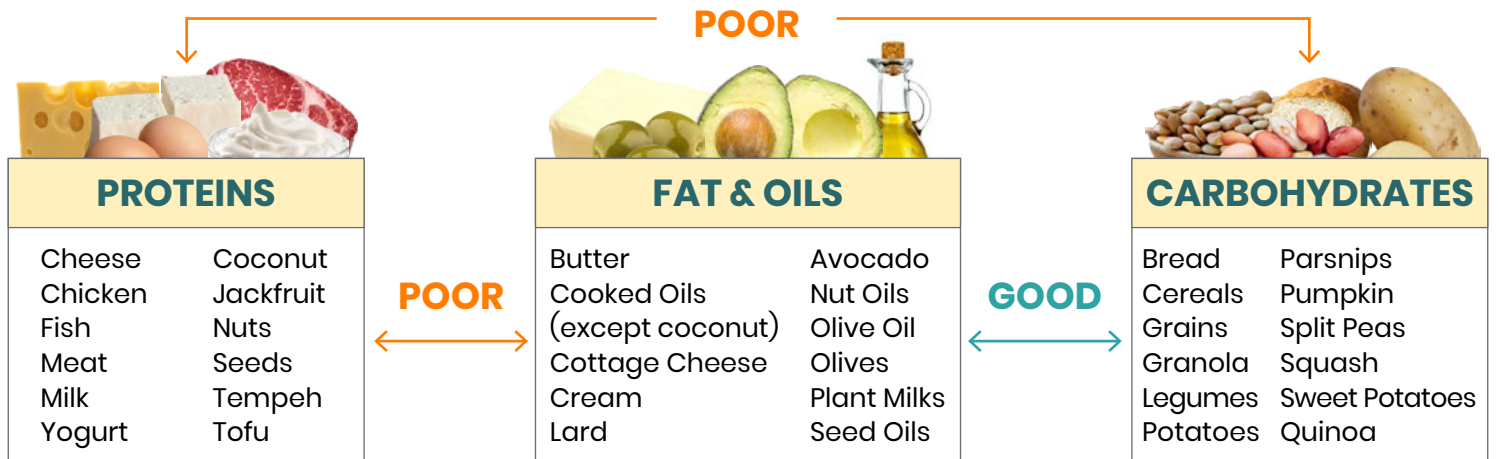 POOR
PROTEINS
Cheese
Chicken
Fish
Meat
Milk
Yogurt
Coconut
Jackfruit
Nuts
Seeds
Tempeh
Tofu
POOR
FAT & OILS
Butter
Cooked Oils
(except coconut)
Cottage Cheese
Cream
Lard
Avocado
Nut Oils
Olive Oil
Olives
Plant Milks
Seed Oils
GOOD
CARBOHYDRATES
Bread
Cereals
Grains
Granola
Legumes
Potatoes
Parsnips
Pumpkin
Split Peas
Squash
Sweet Potatoes
Quinoa